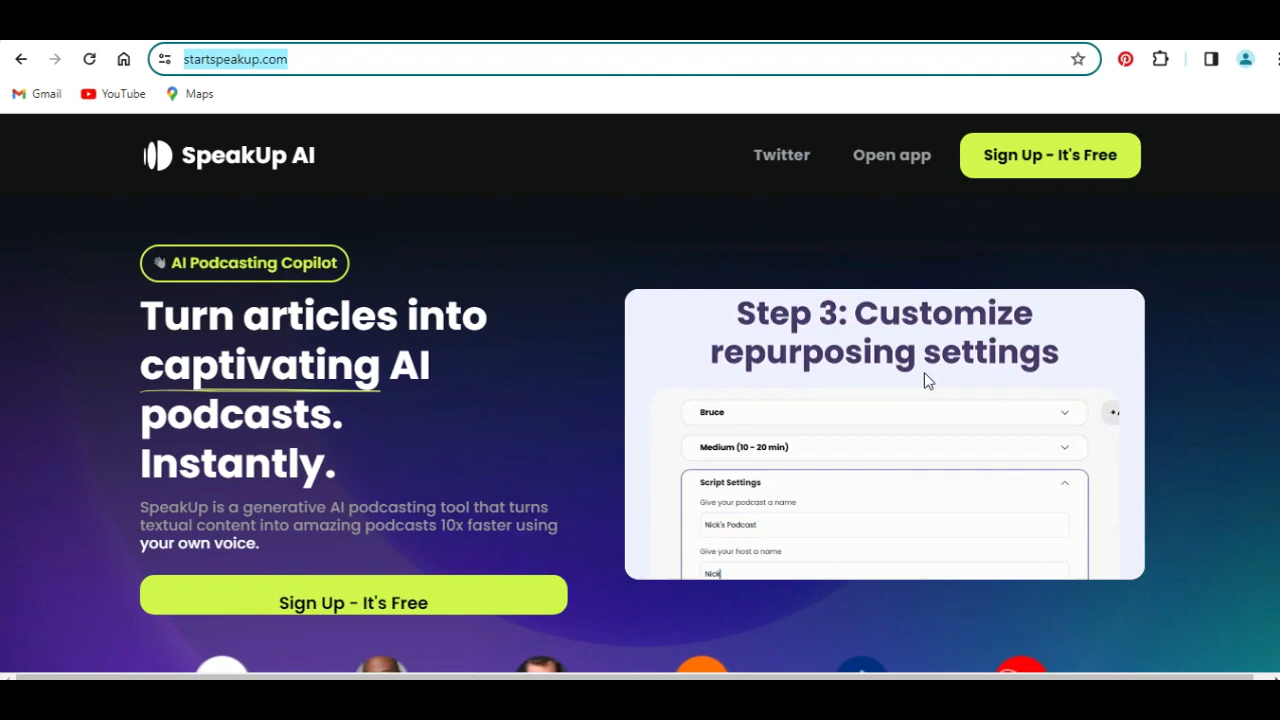 startspeakup.com
Gmail
YouTube
Maps
SpeakUp AI
Twitter
Open app
Sign Up - It's Free
AI Podcasting Copilot
Turn articles into
captivating AI
podcasts.
Instantly.
SpeakUp is a generative AI podcasting tool that turns
textual content into amazing podcasts 10x faster using
your own voice.
Sign Up - It's Free
Step 3: Customize
repurposing settings
Bruce
Medium (10 - 20 min)
Script Settings
Give your podcast a name
Nick's Podcast
Give your host a name
Nick